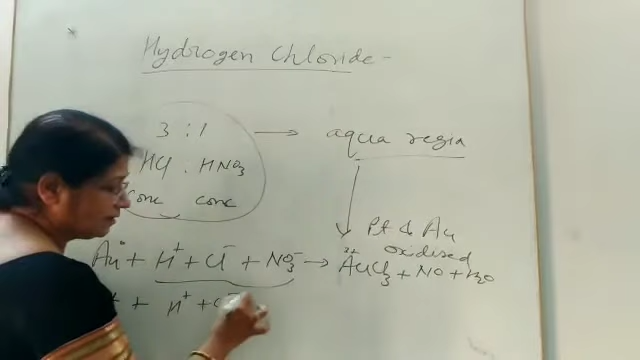 Hydrogen Chloride -
3 : 1 → aqua regia
HCl . HNO3
conc conc
Pt & Au
oxidised
Au° + H+ + Cl- + NO3- → AuCl3 + NO + H2O
+ H+ + Cl-